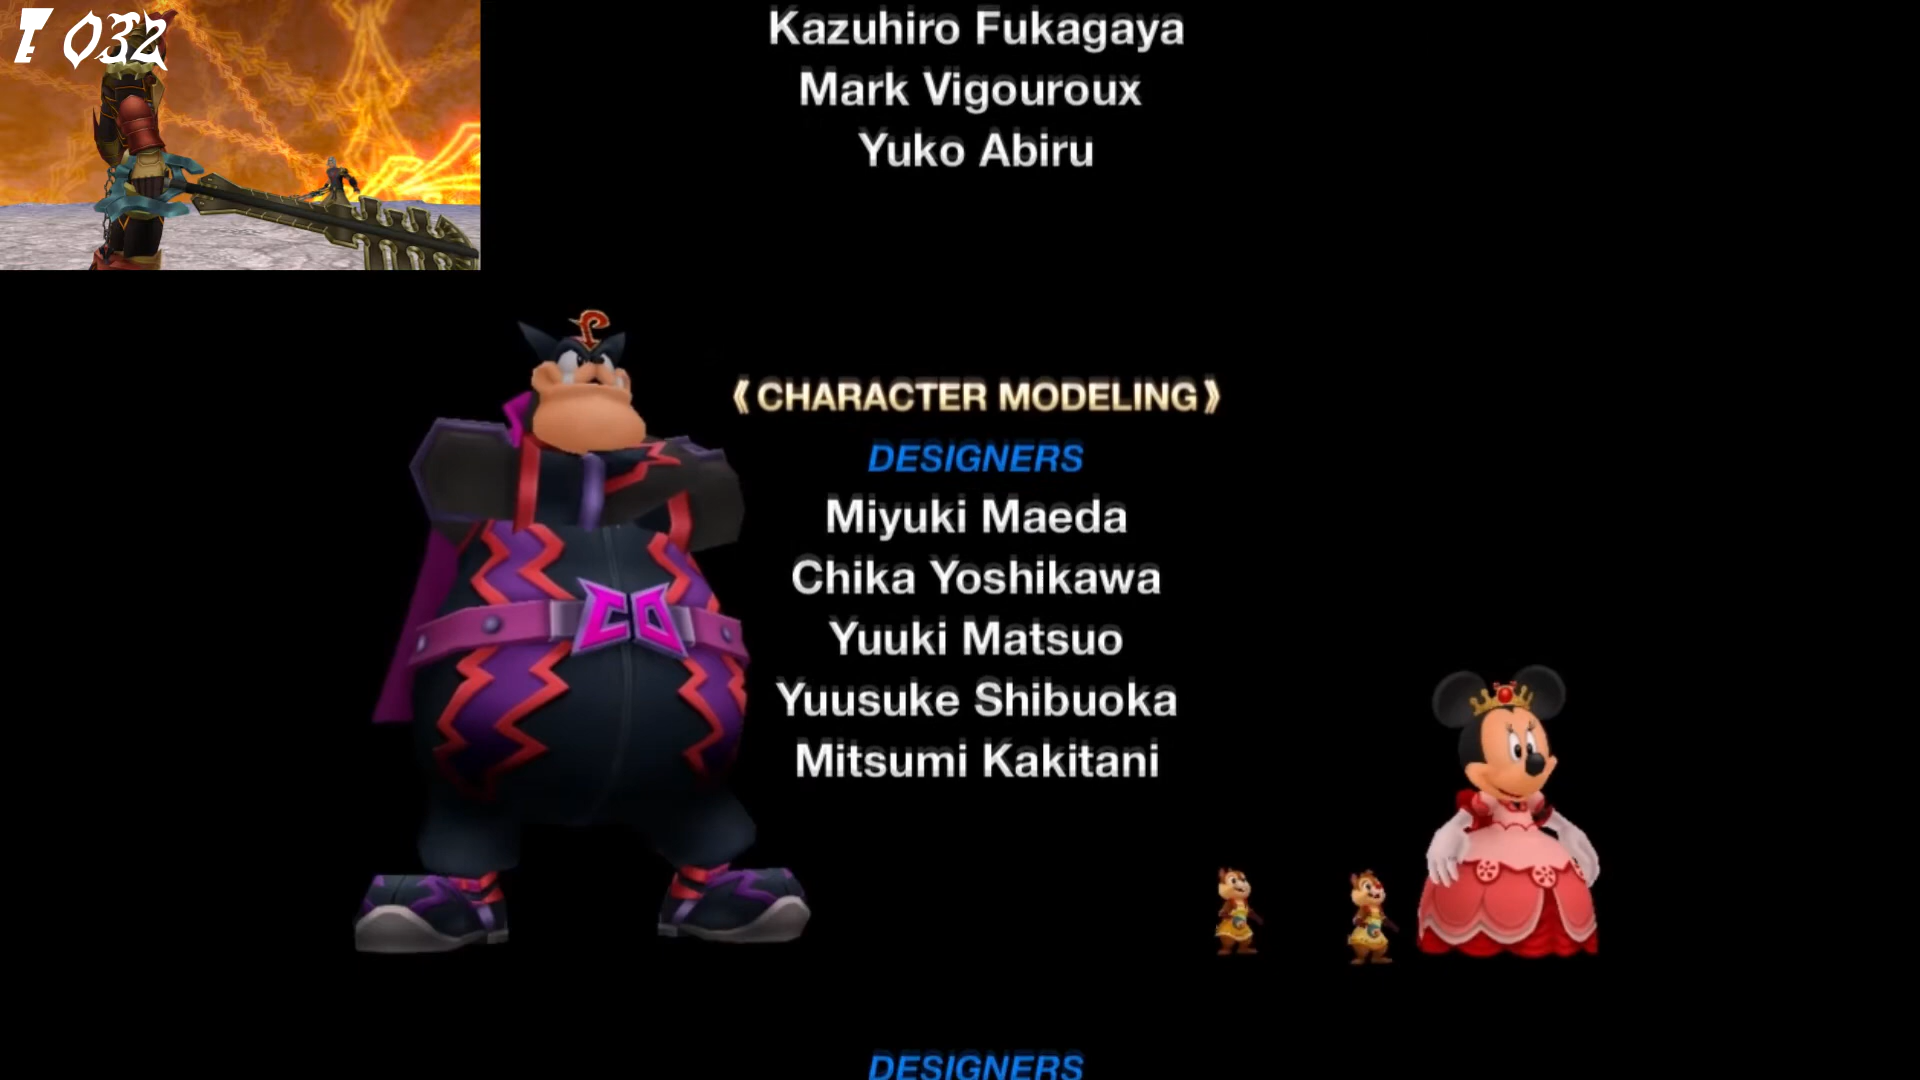 T 032
Kazuhiro Fukagaya
Mark Vigouroux
Yuko Abiru
《CHARACTER MODELING》
DESIGNERS
Miyuki Maeda
Chika Yoshikawa
Yuuki Matsuo
Yuusuke Shibuoka
Mitsumi Kakitani
DESIGNERS